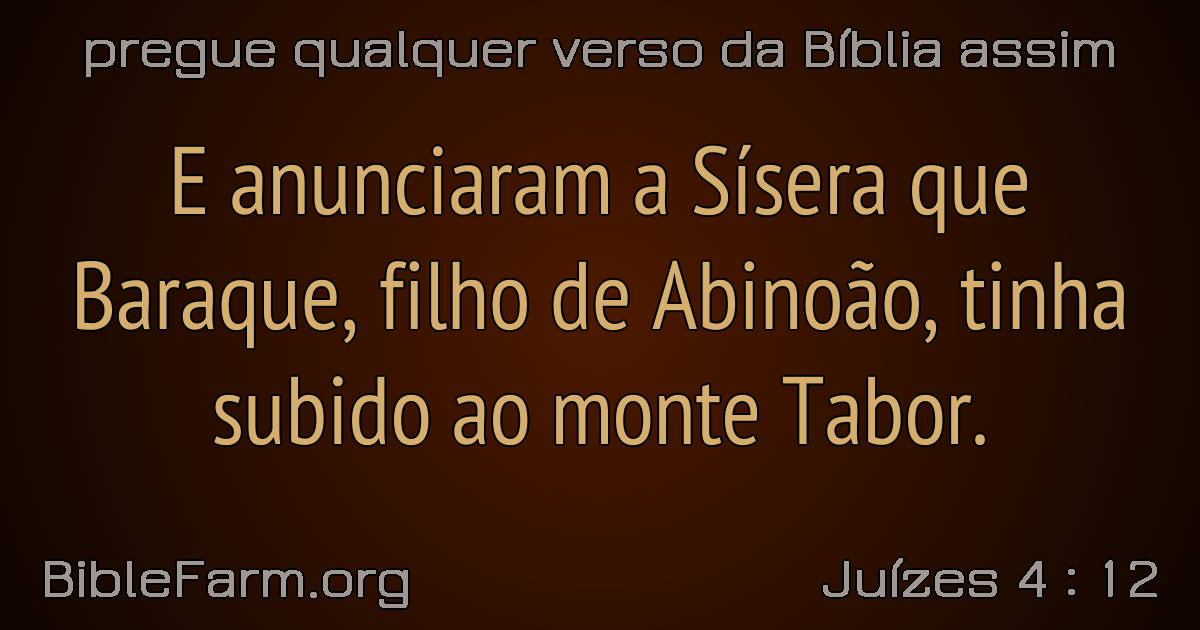 pregue qualquer verso da Bíblia assim
E anunciaram a Sísera que
Baraque, filho de Abinoão, tinha
subido ao monte Tabor.
BibleFarm.org
Juízes 4 : 12